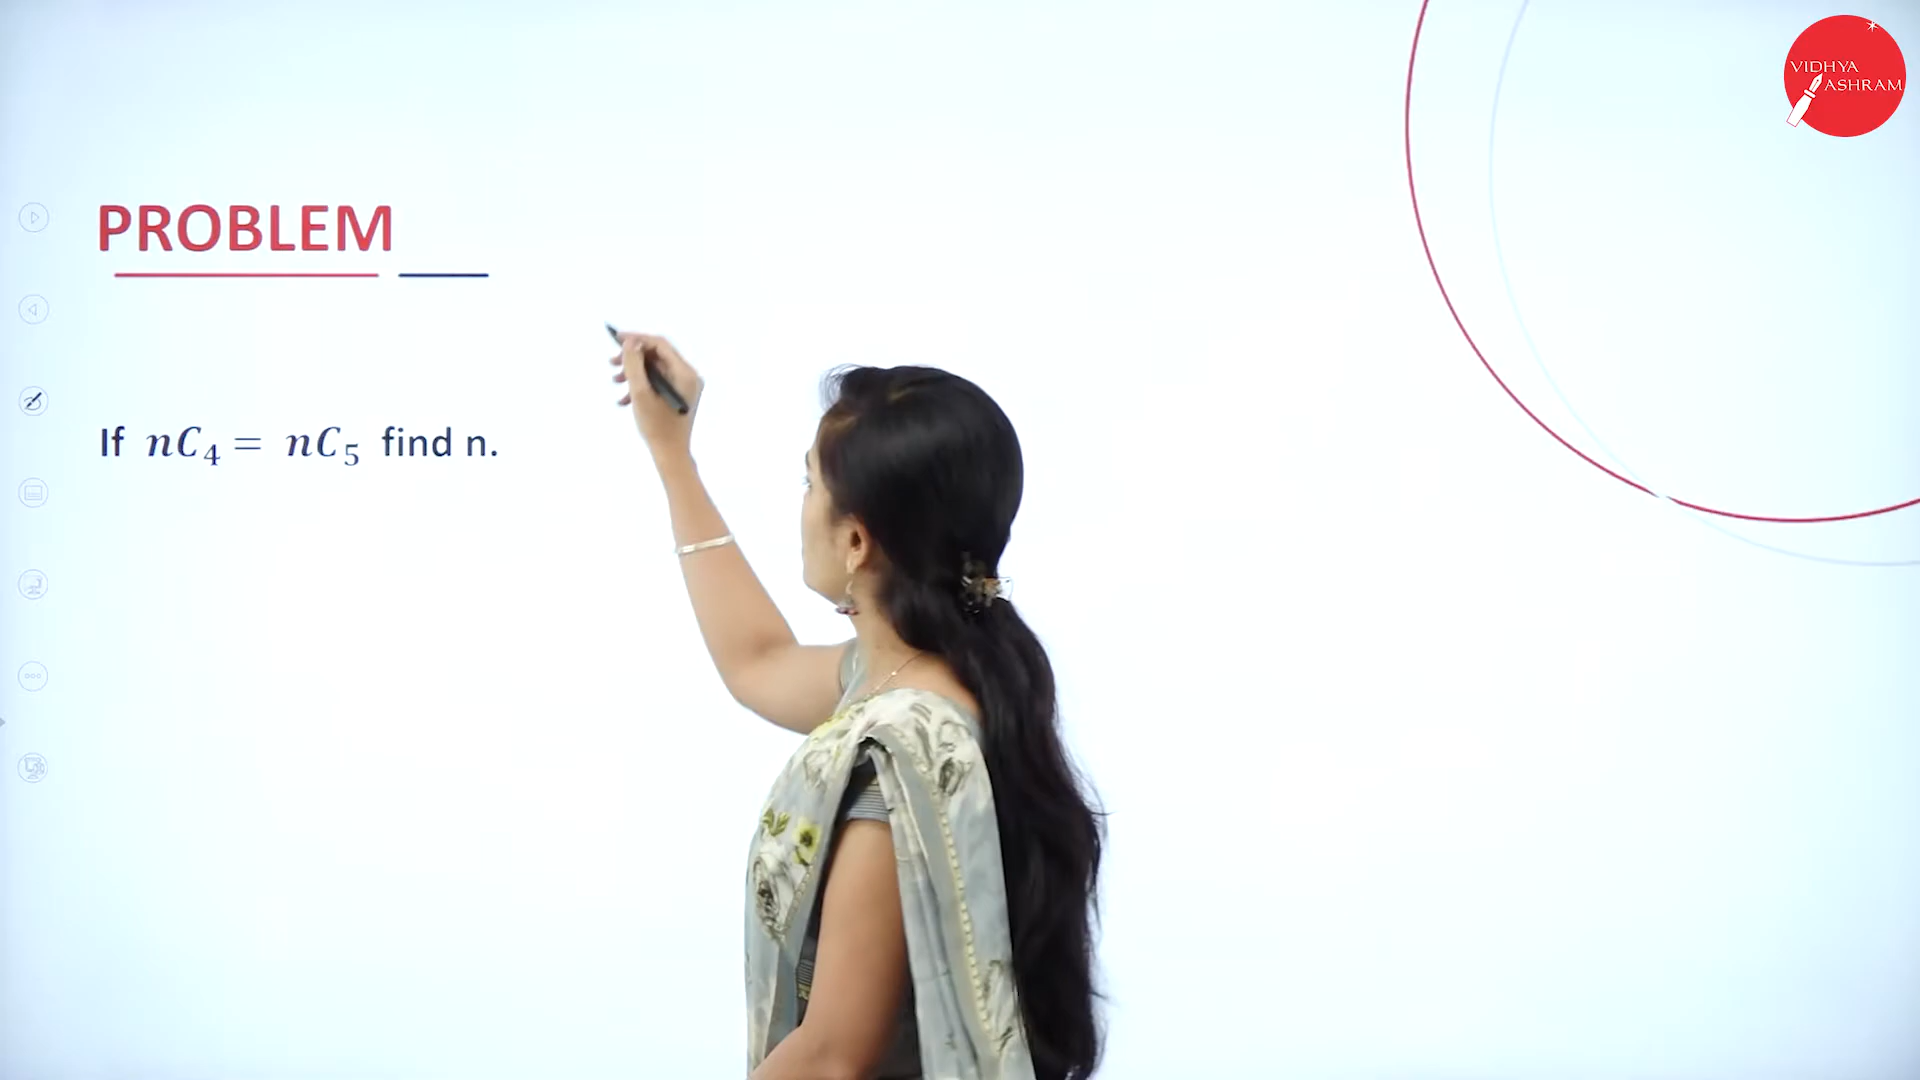 VIDHYA
ASHRAM
PROBLEM
If nC₄ = nC₅ find n.